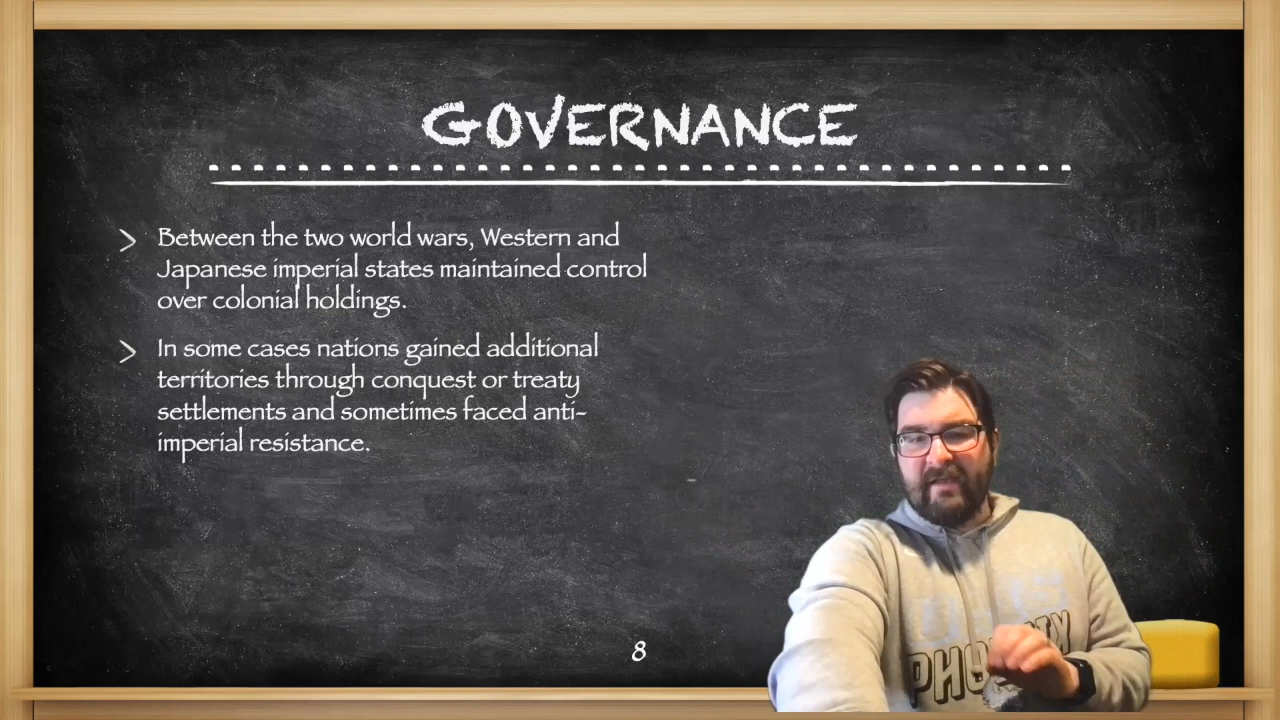 GOVERNANCE
Between the two world wars, Western and
Japanese imperial states maintained control
over colonial holdings.
In some cases nations gained additional
territories through conquest or treaty
settlements and sometimes faced anti-
imperial resistance.
8